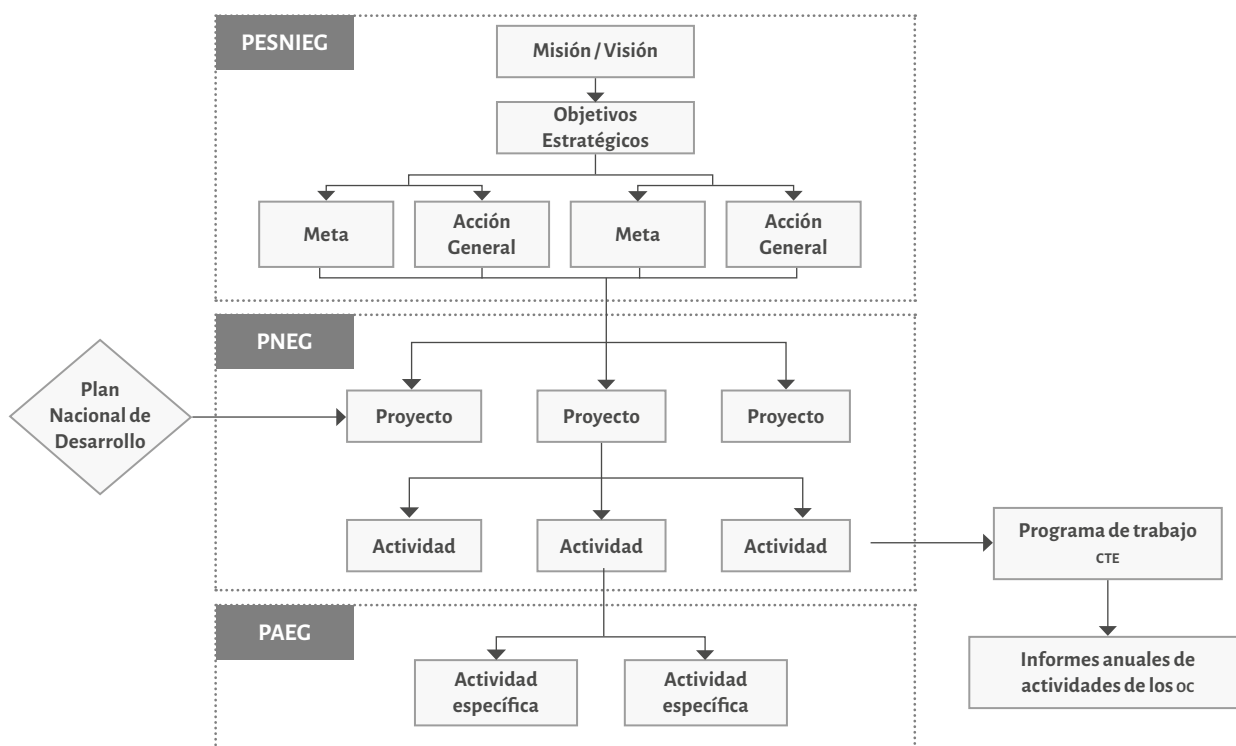 PESNIEG
Misión / Visión
Objetivos
Estratégicos
Meta
Acción
General
Meta
Acción
General
PNEG
Plan
Nacional de
Desarrollo
Proyecto
Proyecto
Proyecto
Actividad
Actividad
Actividad
Programa de trabajo
CTE
PAEG
Actividad
específica
Actividad
específica
Informes anuales de
actividades de los OC